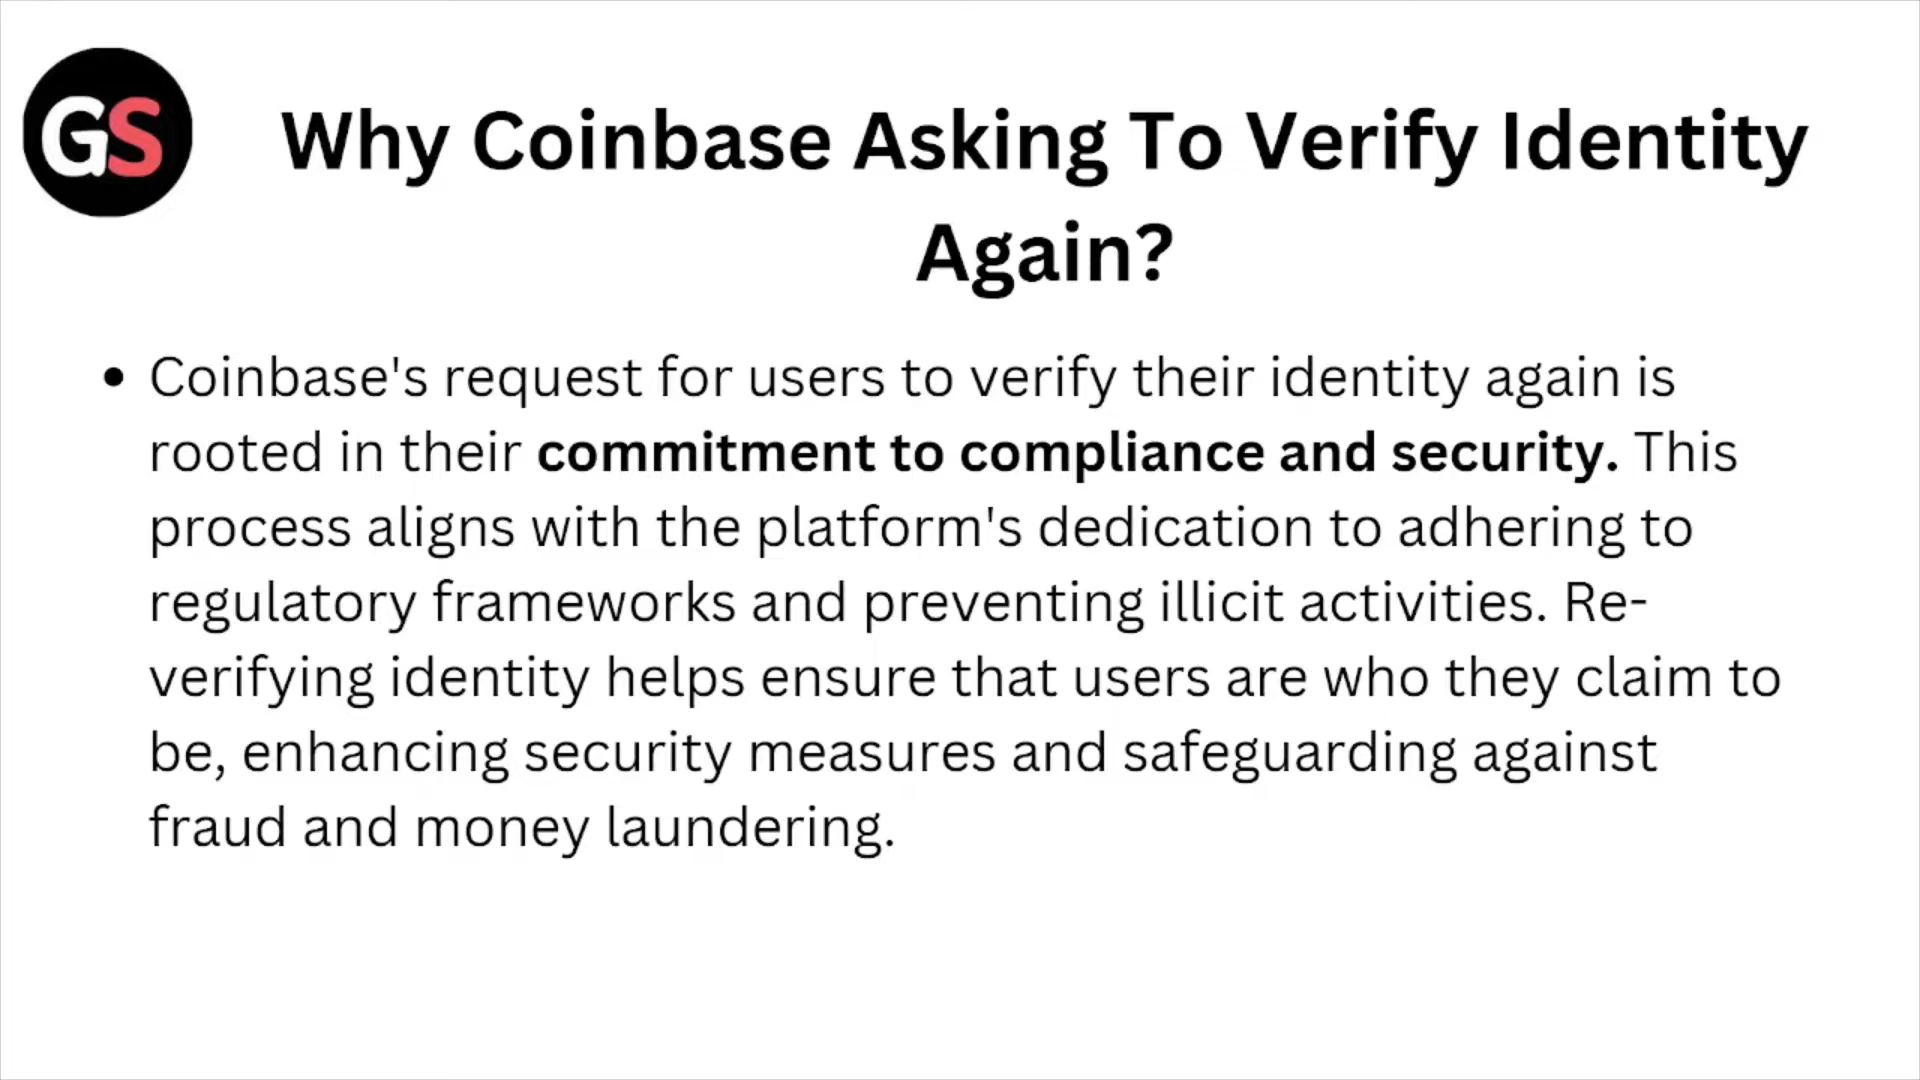 GS
Why Coinbase Asking To Verify Identity
Again?
• Coinbase's request for users to verify their identity again is
rooted in their commitment to compliance and security. This
process aligns with the platform's dedication to adhering to
regulatory frameworks and preventing illicit activities. Re-
verifying identity helps ensure that users are who they claim to
be, enhancing security measures and safeguarding against
fraud and money laundering.